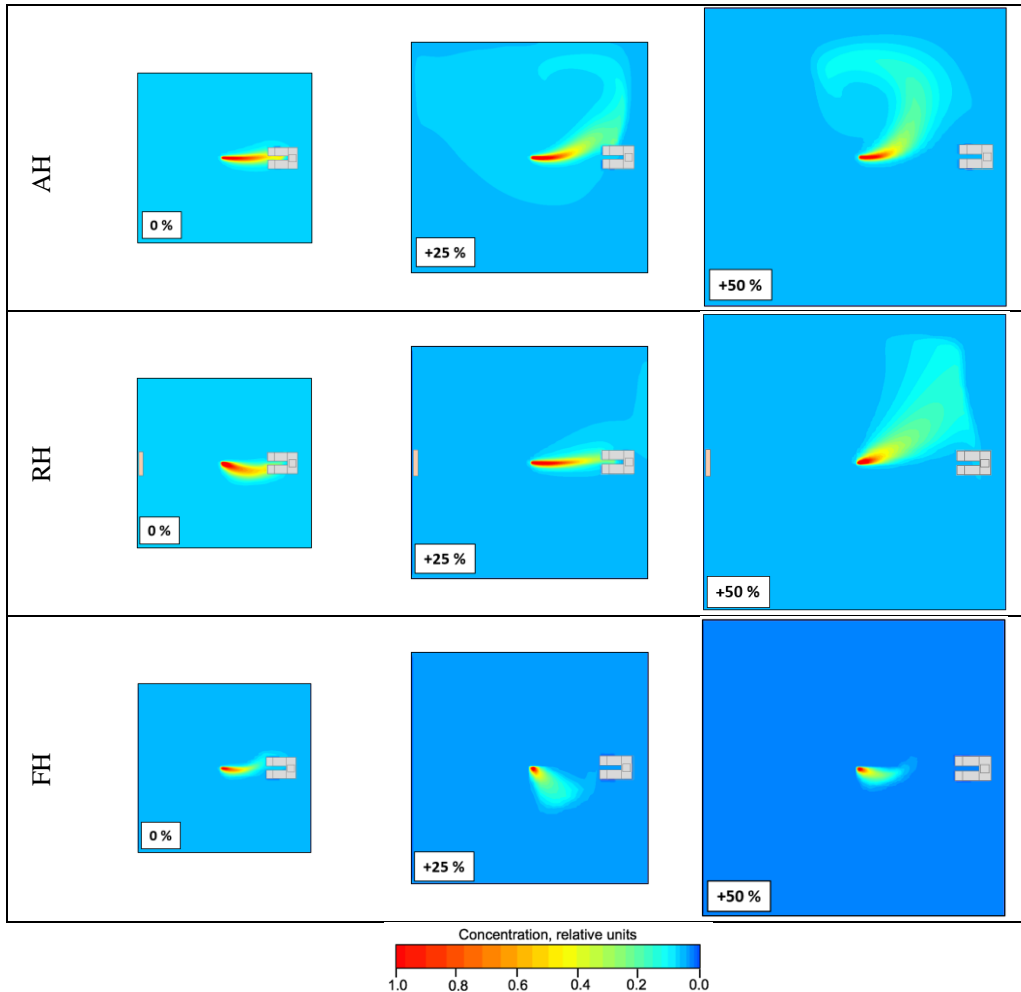 AH
0 %
+25 %
+50 %
RH
0 %
+25 %
+50 %
FH
0 %
+25 %
+50 %
Concentration, relative units
1.0 0.8 0.6 0.4 0.2 0.0